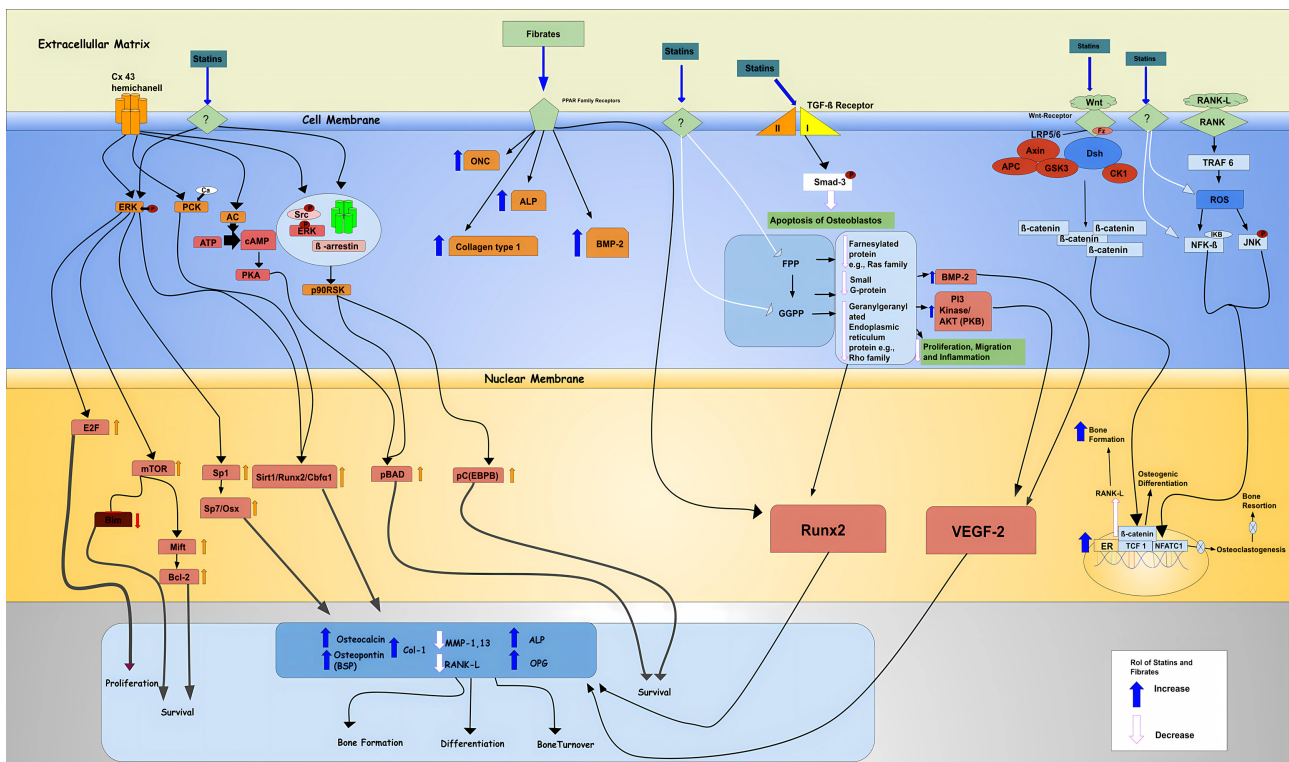 Extracellullar Matrix
Cx 43
hemichanell
Statins
Fibrates
PPAR Family Receptors
Statins
Statins
TGF-ß Receptor
II
I
Statins
Wnt
Wnt-Receptor
Fz
LRP5/6
Statins
RANK-L
RANK
?
Cell Membrane
?
?
Axin
APC
GSK3
Dsh
CK1
TRAF 6
ROS
IKB
NFK-ß
JNK
P
ERK
P
Ca
PCK
AC
ATP
cAMP
PKA
Src
P
P
ERK
ß -arrestin
p90RSK
ONC
ALP
Collagen type 1
BMP-2
Smad-3
P
Apoptosis of Osteoblastos
FPP
GGPP
Farnesylated
protein
e.g., Ras family
Small
G-protein
Geranylgeranyl
ated
Endoplasmic
reticulum
protein e.g.,
Rho family
BMP-2
PI3
Kinase/
AKT (PKB)
Proliferation, Migration
and Inflammation
ß-catenin
ß-catenin
ß-catenin
ß-catenin
Nuclear Membrane
E2F
mTOR
Bim
Mift
Bcl-2
Sp1
Sp7/Osx
Sirt1/Runx2/Cbfα1
pBAD
pC(EBPB)
Runx2
VEGF-2
Bone
Formation
RANK-L
Osteogenic
Differentiation
Bone
Resortion
ß-catenin
ER
TCF 1
NFATC1
Osteoclastogenesis
Osteocalcin
Osteopontin
(BSP)
Col-1
MMP-1,13
RANK-L
ALP
OPG
Proliferation
Survival
Bone Formation
Differentiation
BoneTurnover
Survival
Rol of Statins and
Fibrates
Increase
Decrease